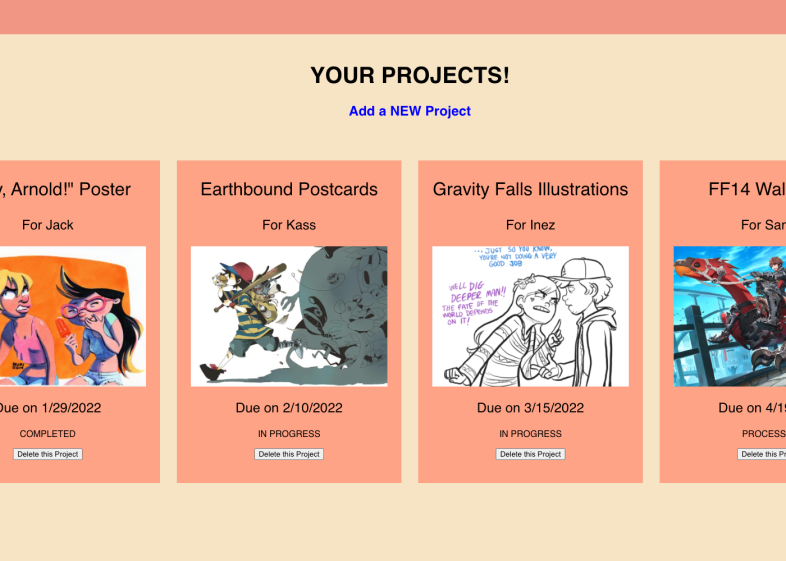 YOUR PROJECTS!
Add a NEW Project
, Arnold!" Poster
For Jack
Due on 1/29/2022
COMPLETED
Delete this Project
Earthbound Postcards
For Kass
Due on 2/10/2022
IN PROGRESS
Delete this Project
Gravity Falls Illustrations
For Inez
... JUST SO YOU KNOW,
YOU'RE NOT DOING A VERY
GOOD JOB
WELL DIG
DEEPER MAN!!
THE FATE OF THE
WORLD DEPENDS
ON IT!
Due on 3/15/2022
IN PROGRESS
Delete this Project
FF14 Wal
For Sa
Due on 4/1
PROCESS
Delete this Pr